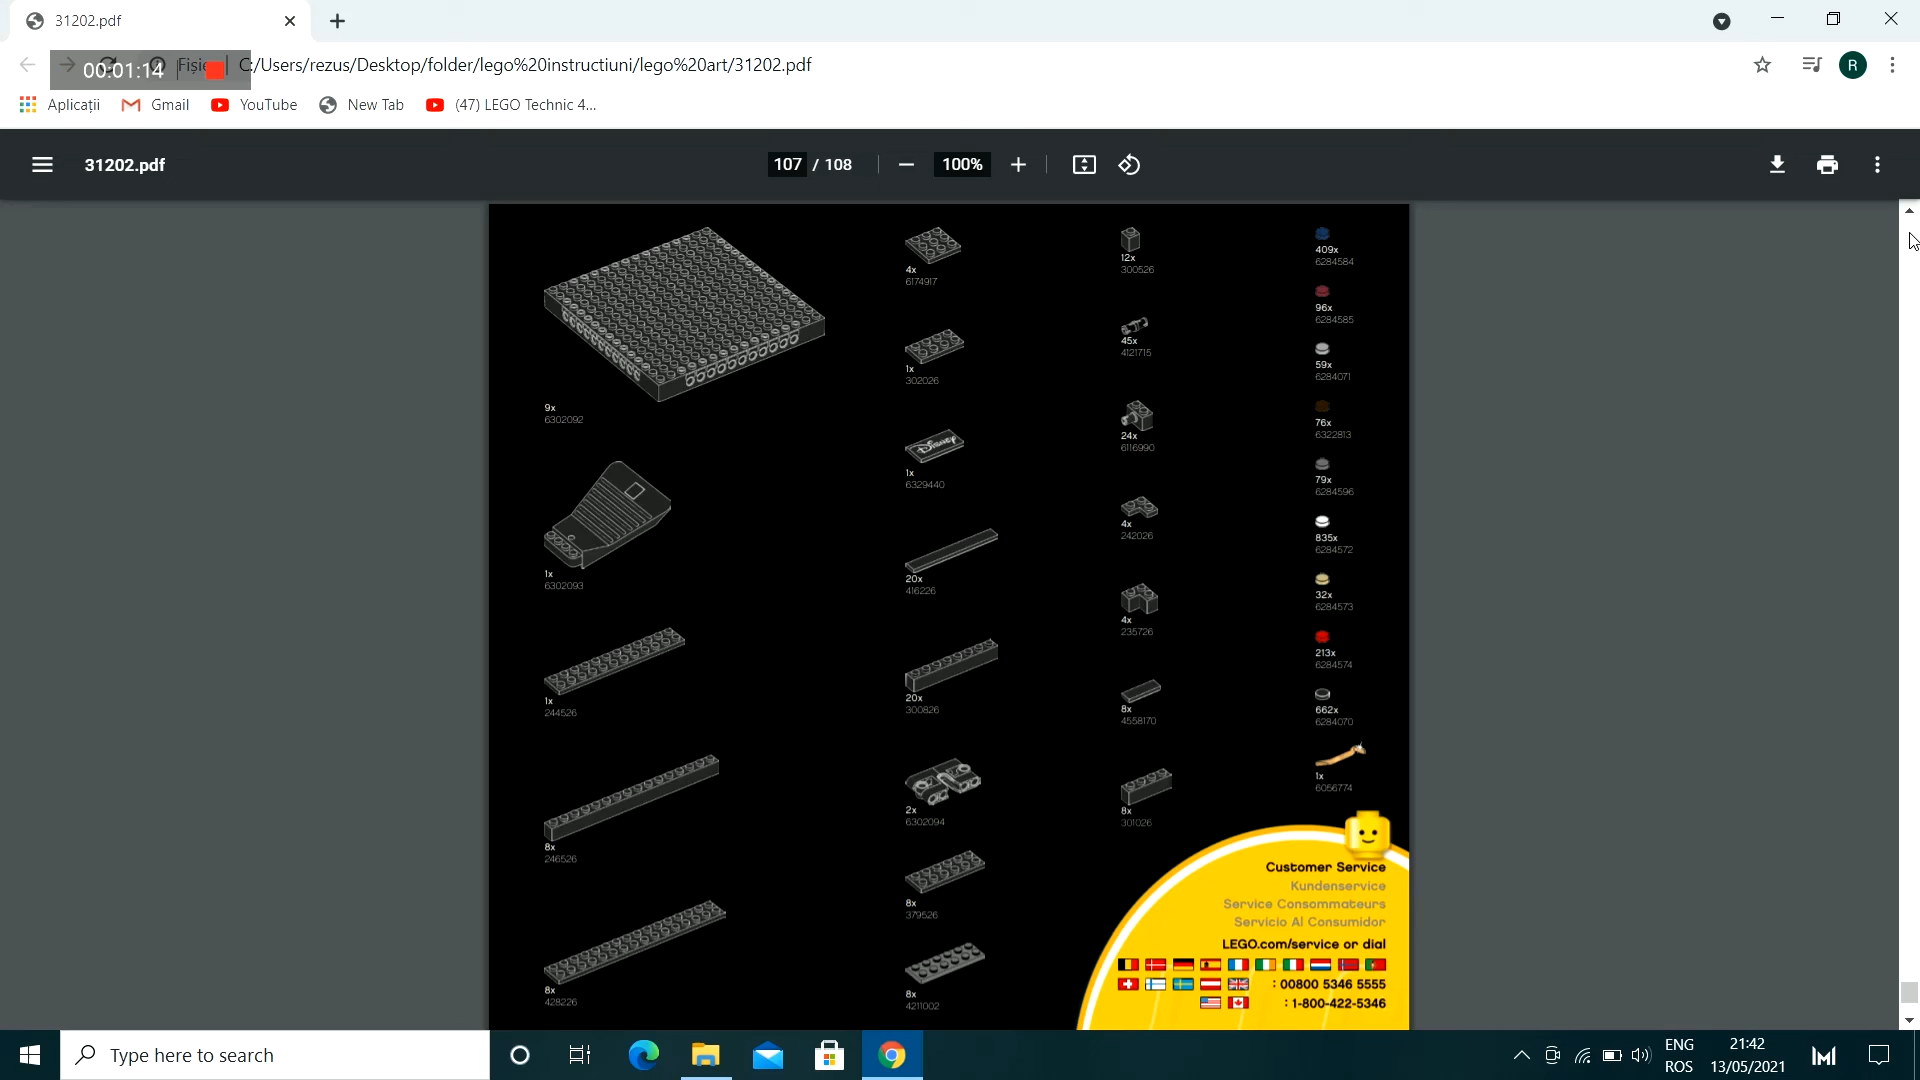 31202.pdf
00:01:14
Fișie
C:/Users/rezus/Desktop/folder/lego%20instructiuni/lego%20art/31202.pdf
R
Aplicații
Gmail
YouTube
New Tab
(47) LEGO Technic 4...
31202.pdf
107 / 108
100%
9x
6302092
1x
6302093
1x
244526
8x
246526
8x
428226
4x
6174917
1x
302026
Disney
1x
6329440
20x
416226
20x
300826
2x
6302094
8x
379526
8x
4211002
12x
300526
45x
4121715
24x
6116990
4x
242026
4x
235726
8x
4558170
8x
301026
409x
6284584
96x
6284585
59x
6284071
76x
6322813
79x
6284596
835x
6284572
32x
6284573
213x
6284574
662x
6284070
1x
6056774
Customer Service
Kundenservice
Service Consommateurs
Servicio Al Consumidor
LEGO.com/service or dial
: 00800 5346 5555
: 1-800-422-5346
Type here to search
ENG
ROS
21:42
13/05/2021